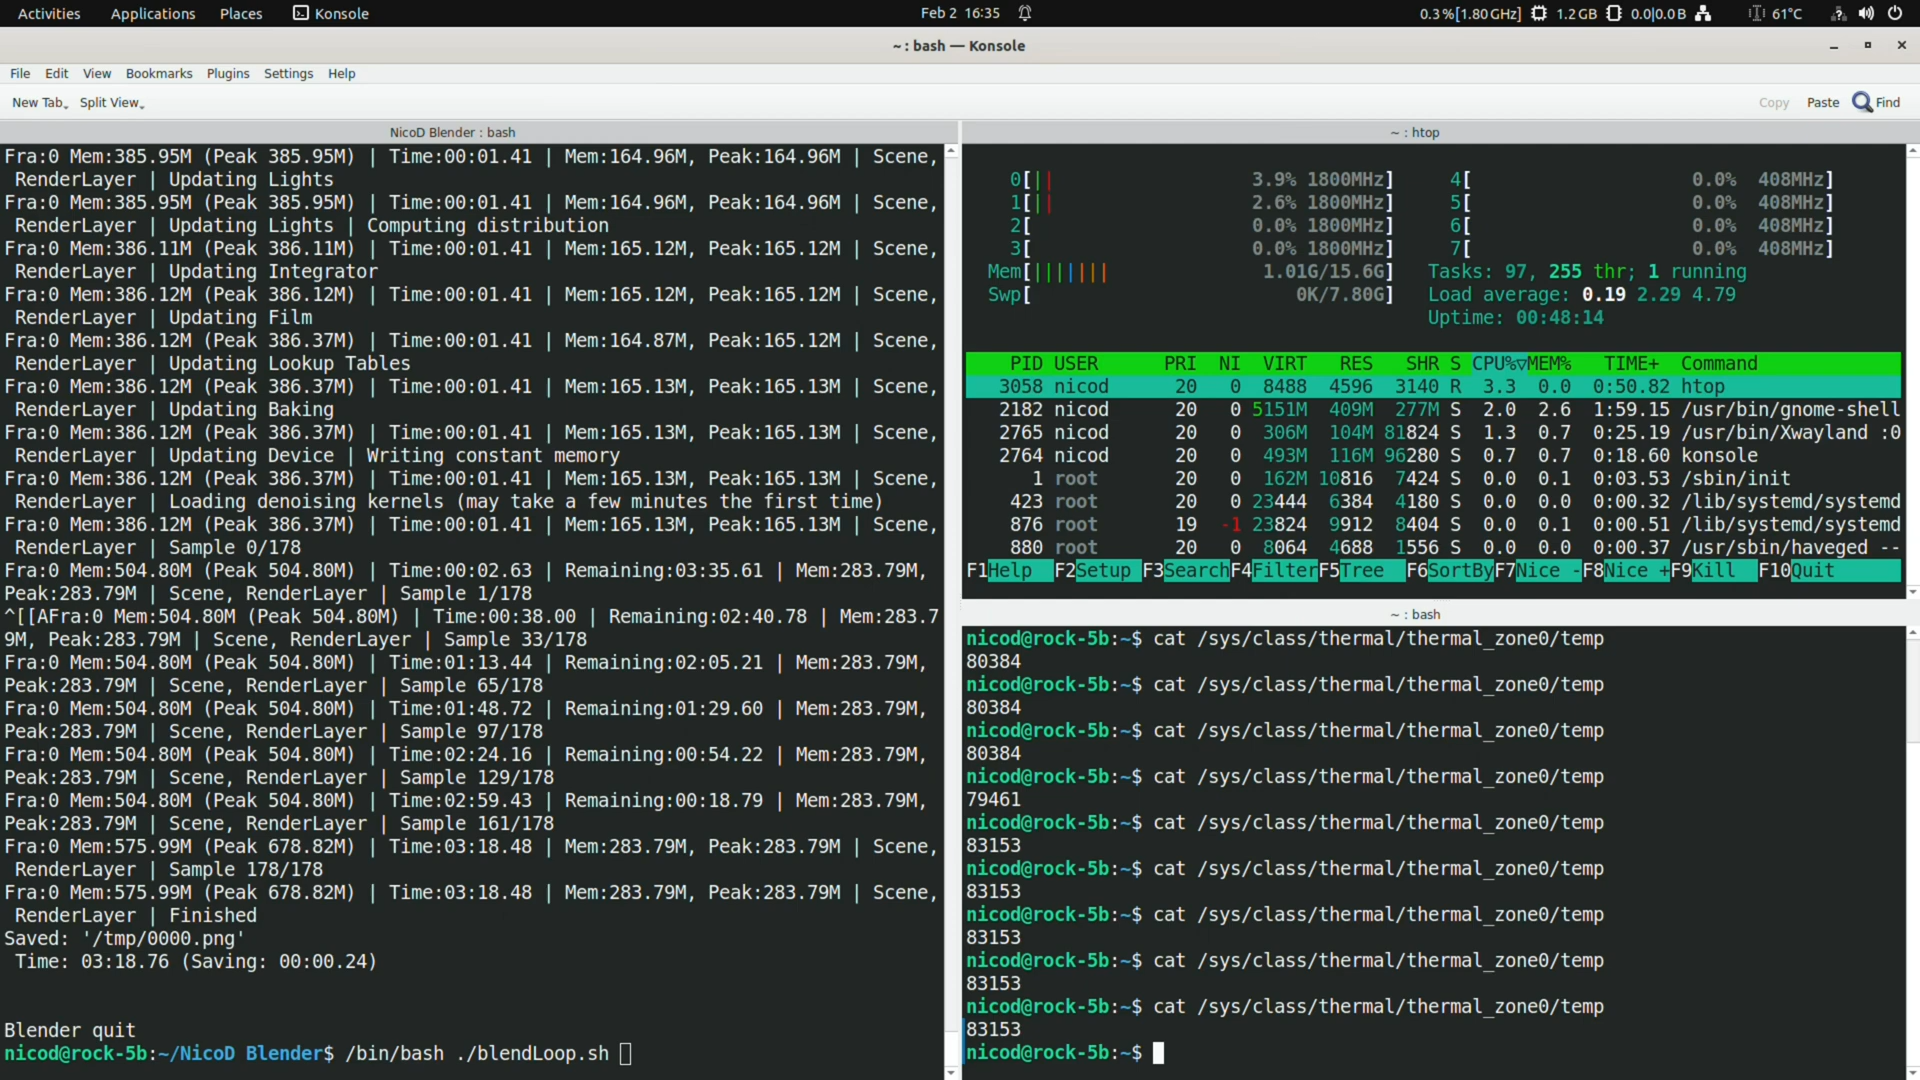 Activities Applications Places Konsole Feb 2 16:35 0.3%[1.80GHz] 1.2GB 0.0|0.0B 61°C
~ : bash — Konsole
File Edit View Bookmarks Plugins Settings Help
New Tab Split View Copy Paste Find
NicoD Blender : bash
Fra:0 Mem:385.95M (Peak 385.95M) | Time:00:01.41 | Mem:164.96M, Peak:164.96M | Scene,
RenderLayer | Updating Lights
Fra:0 Mem:385.95M (Peak 385.95M) | Time:00:01.41 | Mem:164.96M, Peak:164.96M | Scene,
RenderLayer | Updating Lights | Computing distribution
Fra:0 Mem:386.11M (Peak 386.11M) | Time:00:01.41 | Mem:165.12M, Peak:165.12M | Scene,
RenderLayer | Updating Integrator
Fra:0 Mem:386.12M (Peak 386.12M) | Time:00:01.41 | Mem:165.12M, Peak:165.12M | Scene,
RenderLayer | Updating Film
Fra:0 Mem:386.37M (Peak 386.37M) | Time:00:01.41 | Mem:164.87M, Peak:165.12M | Scene,
RenderLayer | Updating Lookup Tables
Fra:0 Mem:386.12M (Peak 386.37M) | Time:00:01.41 | Mem:165.13M, Peak:165.13M | Scene,
RenderLayer | Updating Baking
Fra:0 Mem:386.12M (Peak 386.37M) | Time:00:01.41 | Mem:165.13M, Peak:165.13M | Scene,
RenderLayer | Updating Device | Writing constant memory
Fra:0 Mem:386.12M (Peak 386.37M) | Time:00:01.41 | Mem:165.13M, Peak:165.13M | Scene,
RenderLayer | Loading denoising kernels (may take a few minutes the first time)
Fra:0 Mem:386.12M (Peak 386.37M) | Time:00:01.41 | Mem:165.13M, Peak:165.13M | Scene,
RenderLayer | Sample 0/178
Fra:0 Mem:504.80M (Peak 504.80M) | Time:00:02.63 | Remaining:03:35.61 | Mem:283.79M,
Peak:283.79M | Scene, RenderLayer | Sample 1/178
^[[AFra:0 Mem:504.80M (Peak 504.80M) | Time:00:38.00 | Remaining:02:40.78 | Mem:283.7
9M, Peak:283.79M | Scene, RenderLayer | Sample 33/178
Fra:0 Mem:504.80M (Peak 504.80M) | Time:01:13.44 | Remaining:02:05.21 | Mem:283.79M,
Peak:283.79M | Scene, RenderLayer | Sample 65/178
Fra:0 Mem:504.80M (Peak 504.80M) | Time:01:48.72 | Remaining:01:29.60 | Mem:283.79M,
Peak:283.79M | Scene, RenderLayer | Sample 97/178
Fra:0 Mem:504.80M (Peak 504.80M) | Time:02:24.16 | Remaining:00:54.22 | Mem:283.79M,
Peak:283.79M | Scene, RenderLayer | Sample 129/178
Fra:0 Mem:504.80M (Peak 504.80M) | Time:02:59.43 | Remaining:00:18.79 | Mem:283.79M,
Peak:283.79M | Scene, RenderLayer | Sample 161/178
Fra:0 Mem:575.99M (Peak 678.82M) | Time:03:18.48 | Mem:283.79M, Peak:283.79M | Scene,
RenderLayer | Sample 178/178
Fra:0 Mem:575.99M (Peak 678.82M) | Time:03:18.48 | Mem:283.79M, Peak:283.79M | Scene,
RenderLayer | Finished
Saved: '/tmp/0000.png'
Time: 03:18.76 (Saving: 00:00.24)
Blender quit
nicod@rock-5b:~/NicoD Blender$ /bin/bash ./blendLoop.sh
~ : htop
0[|| 3.9% 1800MHz] 4[ 0.0% 408MHz]
1[|| 2.6% 1800MHz] 5[ 0.0% 408MHz]
2[ 0.0% 1800MHz] 6[ 0.0% 408MHz]
3[ 0.0% 1800MHz] 7[ 0.0% 408MHz]
Mem[||||||| 1.01G/15.6G] Tasks: 97, 255 thr; 1 running
Swp[ 0K/7.80G] Load average: 0.19 2.29 4.79
Uptime: 00:48:14
PID USER PRI NI VIRT RES SHR S CPU%▽MEM% TIME+ Command
3058 nicod 20 0 8488 4596 3140 R 3.3 0.0 0:50.82 htop
2182 nicod 20 0 5151M 409M 277M S 2.0 2.6 1:59.15 /usr/bin/gnome-shell
2765 nicod 20 0 306M 104M 81824 S 1.3 0.7 0:25.19 /usr/bin/Xwayland :0
2764 nicod 20 0 493M 116M 96280 S 0.7 0.7 0:18.60 konsole
1 root 20 0 162M 10816 7424 S 0.0 0.1 0:03.53 /sbin/init
423 root 20 0 23444 6384 4180 S 0.0 0.0 0:00.32 /lib/systemd/systemd
876 root 19 -1 23824 9912 8404 S 0.0 0.1 0:00.51 /lib/systemd/systemd
880 root 20 0 8064 4688 1556 S 0.0 0.0 0:00.37 /usr/sbin/haveged --
F1Help F2Setup F3SearchF4FilterF5Tree F6SortByF7Nice -F8Nice +F9Kill F10Quit
~ : bash
nicod@rock-5b:~$ cat /sys/class/thermal/thermal_zone0/temp
80384
nicod@rock-5b:~$ cat /sys/class/thermal/thermal_zone0/temp
80384
nicod@rock-5b:~$ cat /sys/class/thermal/thermal_zone0/temp
80384
nicod@rock-5b:~$ cat /sys/class/thermal/thermal_zone0/temp
79461
nicod@rock-5b:~$ cat /sys/class/thermal/thermal_zone0/temp
83153
nicod@rock-5b:~$ cat /sys/class/thermal/thermal_zone0/temp
83153
nicod@rock-5b:~$ cat /sys/class/thermal/thermal_zone0/temp
83153
nicod@rock-5b:~$ cat /sys/class/thermal/thermal_zone0/temp
83153
nicod@rock-5b:~$ cat /sys/class/thermal/thermal_zone0/temp
83153
nicod@rock-5b:~$